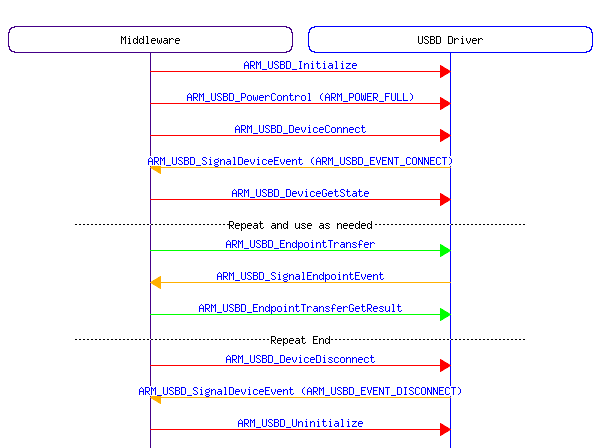 Middleware
USBD Driver
ARM_USBD_Initialize
ARM_USBD_PowerControl (ARM_POWER_FULL)
ARM_USBD_DeviceConnect
ARM_USBD_SignalDeviceEvent (ARM_USBD_EVENT_CONNECT)
ARM_USBD_DeviceGetState
Repeat and use as needed
ARM_USBD_EndpointTransfer
ARM_USBD_SignalEndpointEvent
ARM_USBD_EndpointTransferGetResult
Repeat End
ARM_USBD_DeviceDisconnect
ARM_USBD_SignalDeviceEvent (ARM_USBD_EVENT_DISCONNECT)
ARM_USBD_Uninitialize